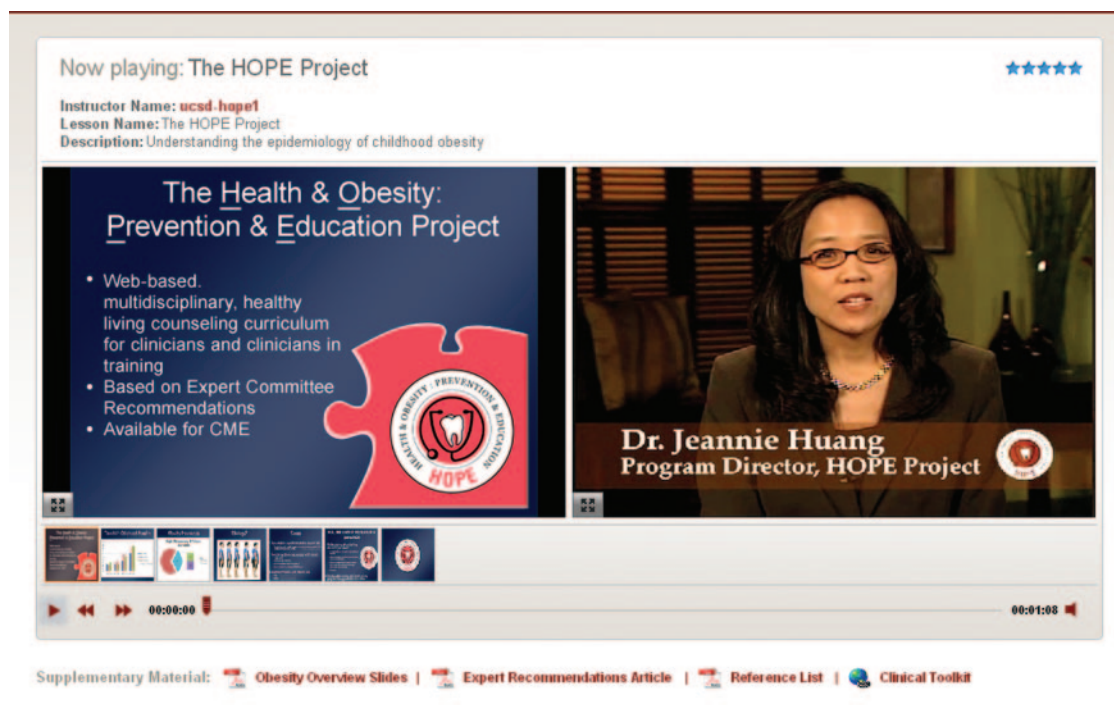 Now playing: The HOPE Project
Instructor Name: ucsd-hope1
Lesson Name: The HOPE Project
Description: Understanding the epidemiology of childhood obesity
The Health & Obesity:
Prevention & Education Project
• Web-based.
multidisciplinary, healthy
living counseling curriculum
for clinicians and clinicians in
training
• Based on Expert Committee
Recommendations
• Available for CME
HEALTH & OBESITY : PREVENTION & EDUCATION
HOPE
Dr. Jeannie Huang
Program Director, HOPE Project
00:00:00
00:01:08
Supplementary Material: Obesity Overview Slides | Expert Recommendations Article | Reference List | Clinical Toolkit